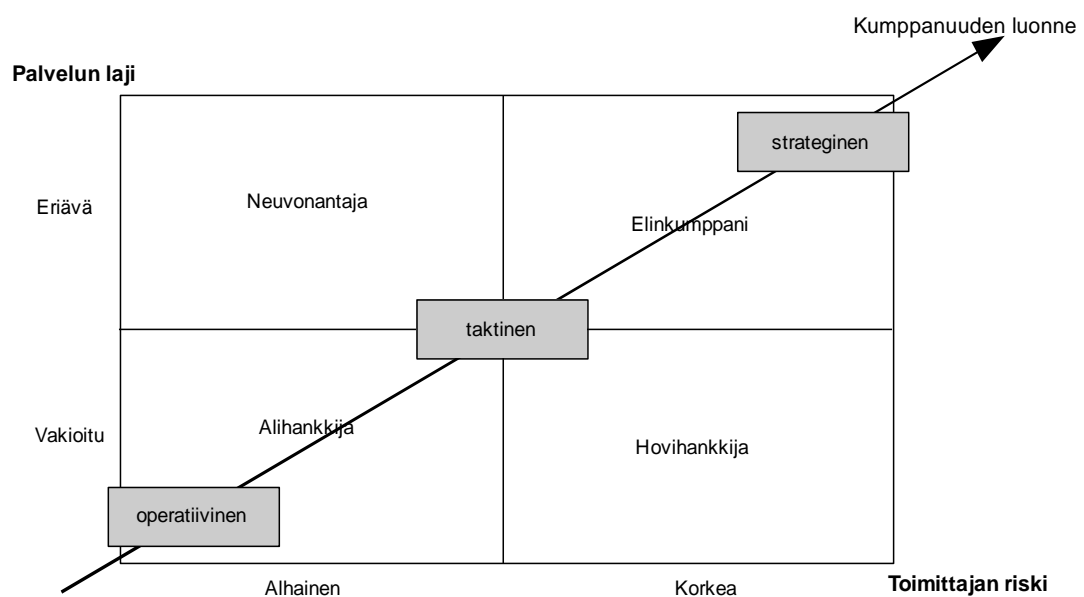 Kumppanuuden luonne
Palvelun laji
strateginen
Eriävä
Neuvonantaja
Elinkumppani
taktinen
Vakioitu
Alihankkija
Hovihankkija
operatiivinen
Alhainen
Korkea
Toimittajan riski